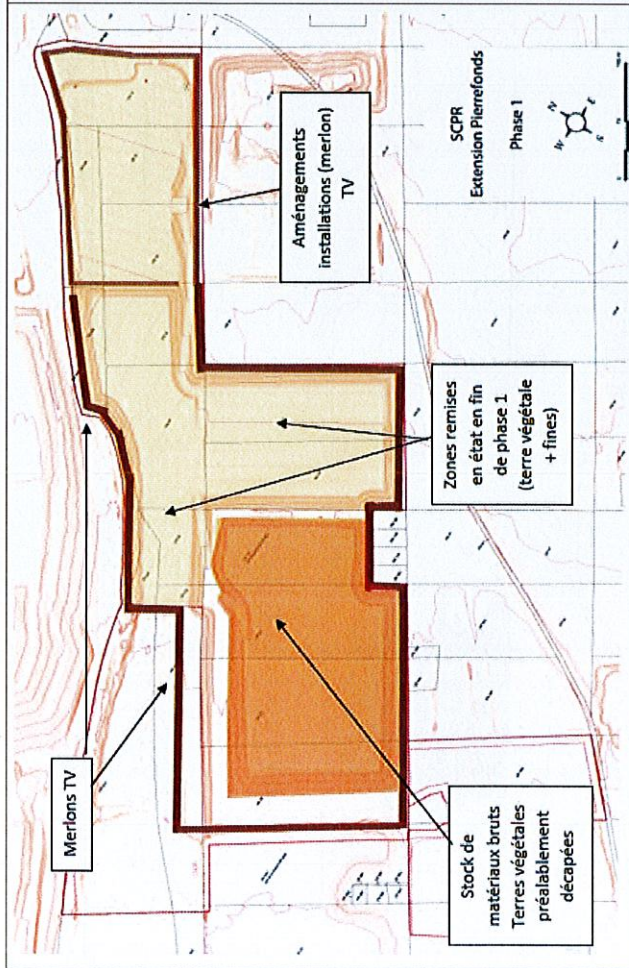 Merlons TV
Aménagements
installations (merlon)
TV
Zones remises
en état en fin
de phase 1
(terre végétale
+ fines)
Stock de
matériaux bruts
Terres végétales
préalablement
décapées
SCPR
Extension Pierrefonds
Phase 1
N
E
S
W